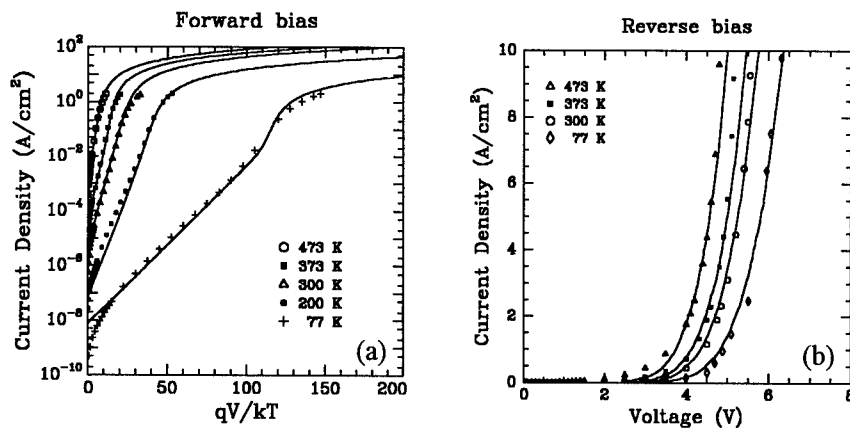 Forward bias
Current Density (A/cm²)
10²
10⁰
10⁻²
10⁻⁴
10⁻⁶
10⁻⁸
10⁻¹⁰
473 K
373 K
300 K
200 K
77 K
(a)
0 50 100 150 200
qV/kT
Reverse bias
Current Density (A/cm²)
10
8
6
4
2
0
473 K
373 K
300 K
77 K
(b)
0 2 4 6 8
Voltage (V)